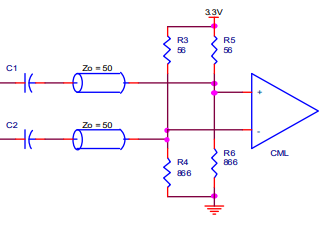 3.3V
R3
56
R5
56
C1
Zo = 50
+
C2
Zo = 50
-
CML
R4
866
R6
866